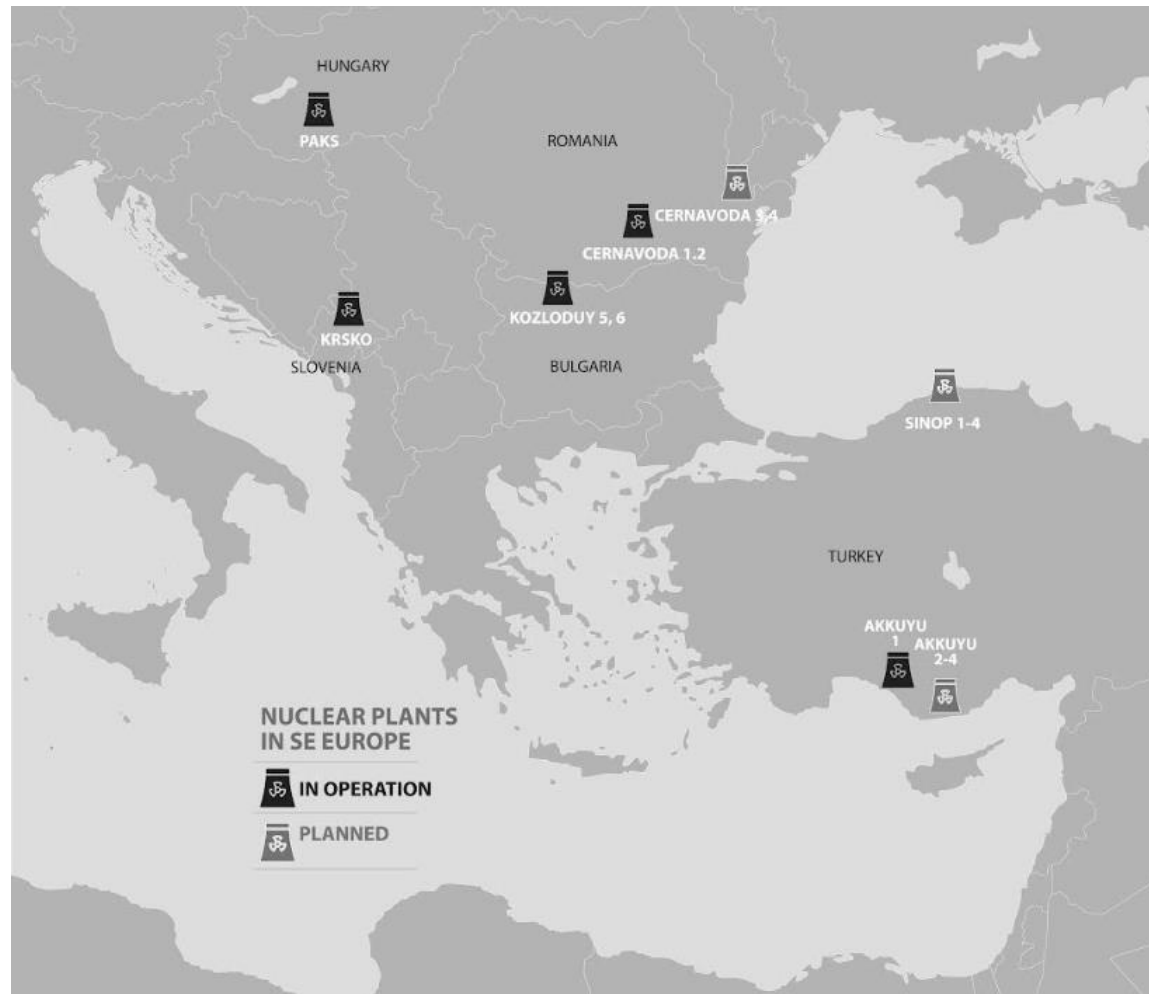 HUNGARY
PAKS
ROMANIA
CERNAVODA 3,4
CERNAVODA 1.2
KOZLODUY 5, 6
KRSKO
SLOVENIA
BULGARIA
SINOP 1-4
TURKEY
AKKUYU
1
AKKUYU
2-4
NUCLEAR PLANTS
IN SE EUROPE
IN OPERATION
PLANNED